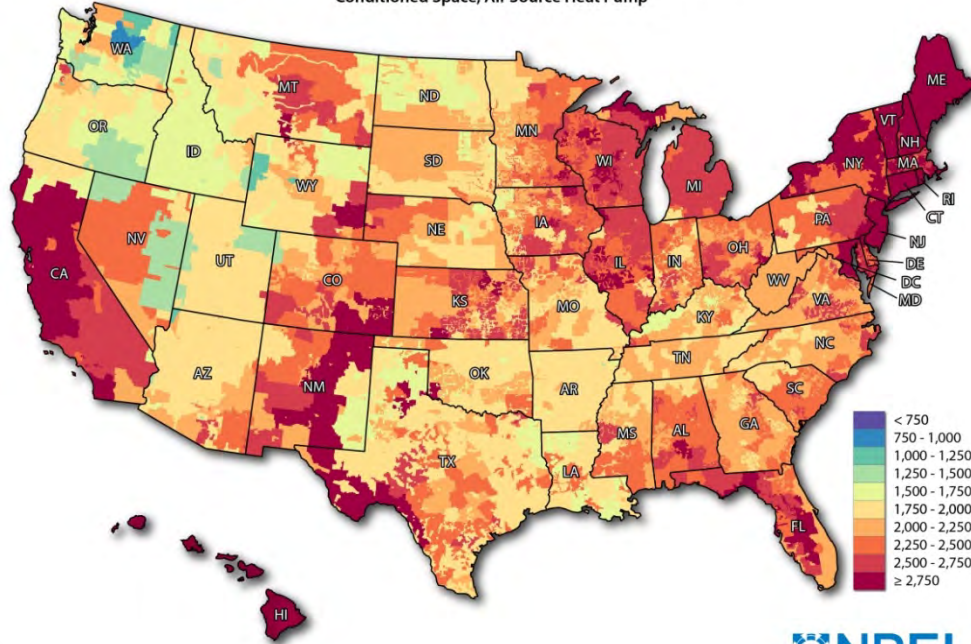 Conditioned Space, Air Source Heat Pump
WA
MT
ND
MN
ME
VT
NH
OR
ID
SD
WI
MI
NY
MA
RI
CT
WY
IA
PA
NJ
NV
NE
OH
DE
UT
IL
IN
DC
CA
CO
WV
MD
KS
MO
KY
VA
AZ
NM
OK
AR
TN
NC
SC
MS
AL
GA
TX
LA
FL
HI
< 750
750 - 1,000
1,000 - 1,250
1,250 - 1,500
1,500 - 1,750
1,750 - 2,000
2,000 - 2,250
2,250 - 2,500
2,500 - 2,750
≥ 2,750
NREL